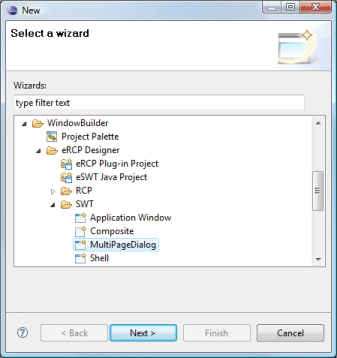 New
Select a wizard
Wizards:
type filter text
WindowBuilder
Project Palette
eRCP Designer
eRCP Plug-in Project
eSWT Java Project
RCP
SWT
Application Window
Composite
MultiPageDialog
Shell
?
< Back
Next >
Finish
Cancel